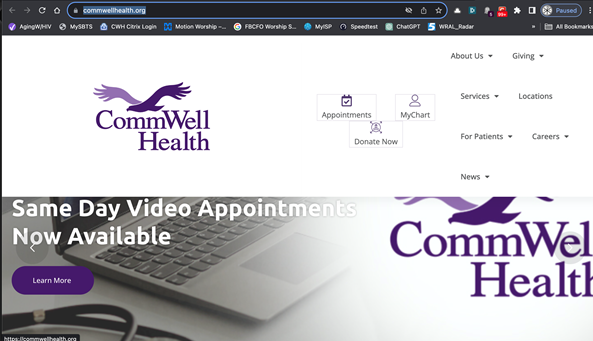 commwellhealth.org
Paused
AgingW/HIV MySBTS CWH Citrix Login Motion Worship –... FBCFO Worship S... MyISP Speedtest ChatGPT WRAL_Radar » All Bookmarks
About Us Giving
CommWell
Health
Appointments MyChart
Donate Now
Services Locations
For Patients Careers
News
Same Day Video Appointments
Now Available
Learn More
CommWel
Health
https://commwellhealth.org